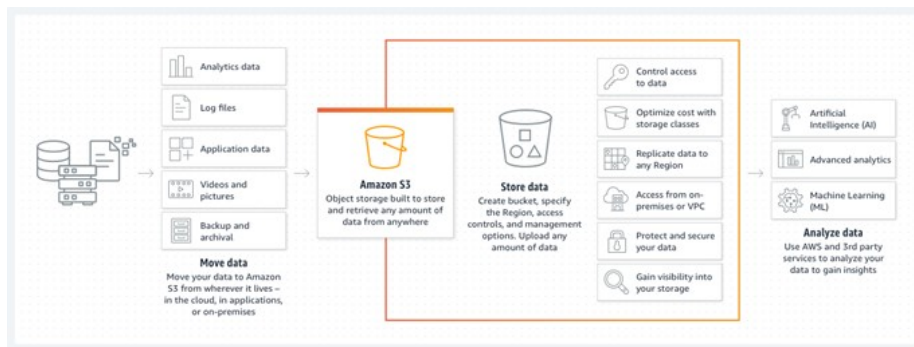 Analytics data
Log files
Application data
Videos and
pictures
Backup and
archival
Move data
Move your data to Amazon
S3 from wherever it lives –
in the cloud, in applications,
or on-premises
Amazon S3
Object storage built to store
and retrieve any amount of
data from anywhere
Store data
Create bucket, specify
the Region, access
controls, and management
options. Upload any
amount of data
Control access
to data
Optimize cost with
storage classes
Replicate data to
any Region
Access from on-
premises or VPC
Protect and secure
your data
Gain visibility into
your storage
Artificial
Intelligence (AI)
Advanced analytics
Machine Learning
(ML)
Analyze data
Use AWS and 3rd party
services to analyze your
data to gain insights